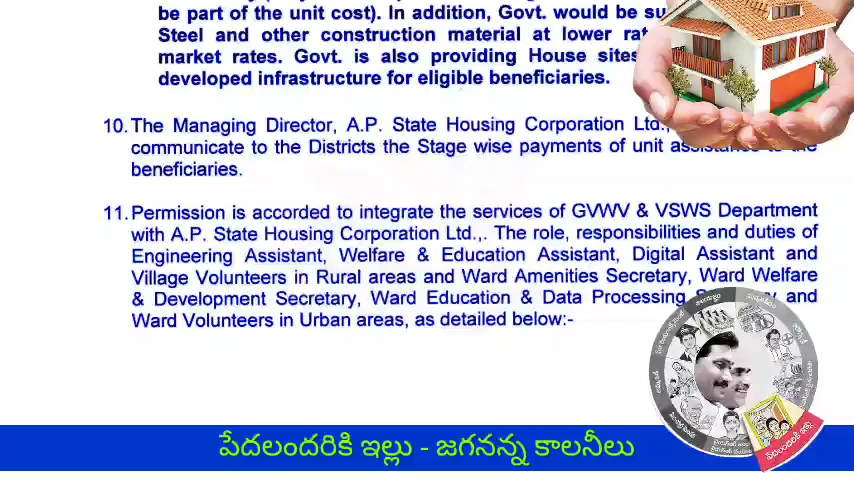 be part of the unit cost). In addition, Govt. would be su
Steel and other construction material at lower rat
market rates. Govt. is also providing House sites
developed infrastructure for eligible beneficiaries.
10. The Managing Director, A.P. State Housing Corporation Ltd.,
communicate to the Districts the Stage wise payments of unit assistance to the
beneficiaries.
11. Permission is accorded to integrate the services of GVWV & VSWS Department
with A.P. State Housing Corporation Ltd.,. The role, responsibilities and duties of
Engineering Assistant, Welfare & Education Assistant, Digital Assistant and
Village Volunteers in Rural areas and Ward Amenities Secretary, Ward Welfare
& Development Secretary, Ward Education & Data Processing Secretary and
Ward Volunteers in Urban areas, as detailed below:-
పేదలందరికీ ఇల్లు
పేదలందరికి ఇల్లు - జగనన్న కాలనీలు